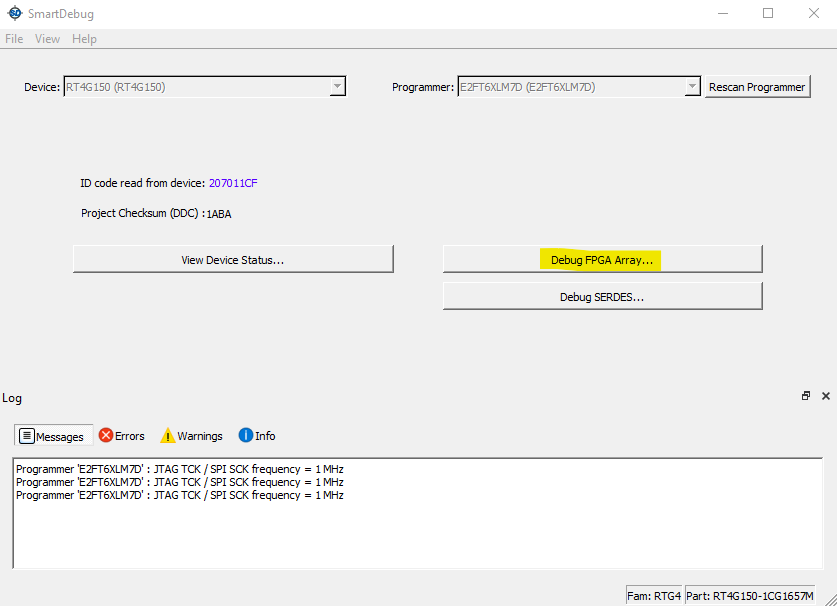 SmartDebug
File View Help
Device: RT4G150 (RT4G150) Programmer: E2FT6XLM7D (E2FT6XLM7D) Rescan Programmer
ID code read from device: 207011CF
Project Checksum (DDC) :1ABA
View Device Status... Debug FPGA Array...
Debug SERDES...
Log
Messages Errors Warnings Info
Programmer 'E2FT6XLM7D' : JTAG TCK / SPI SCK frequency = 1 MHz
Programmer 'E2FT6XLM7D' : JTAG TCK / SPI SCK frequency = 1 MHz
Programmer 'E2FT6XLM7D' : JTAG TCK / SPI SCK frequency = 1 MHz
Fam: RTG4 Part: RT4G150-1CG1657M